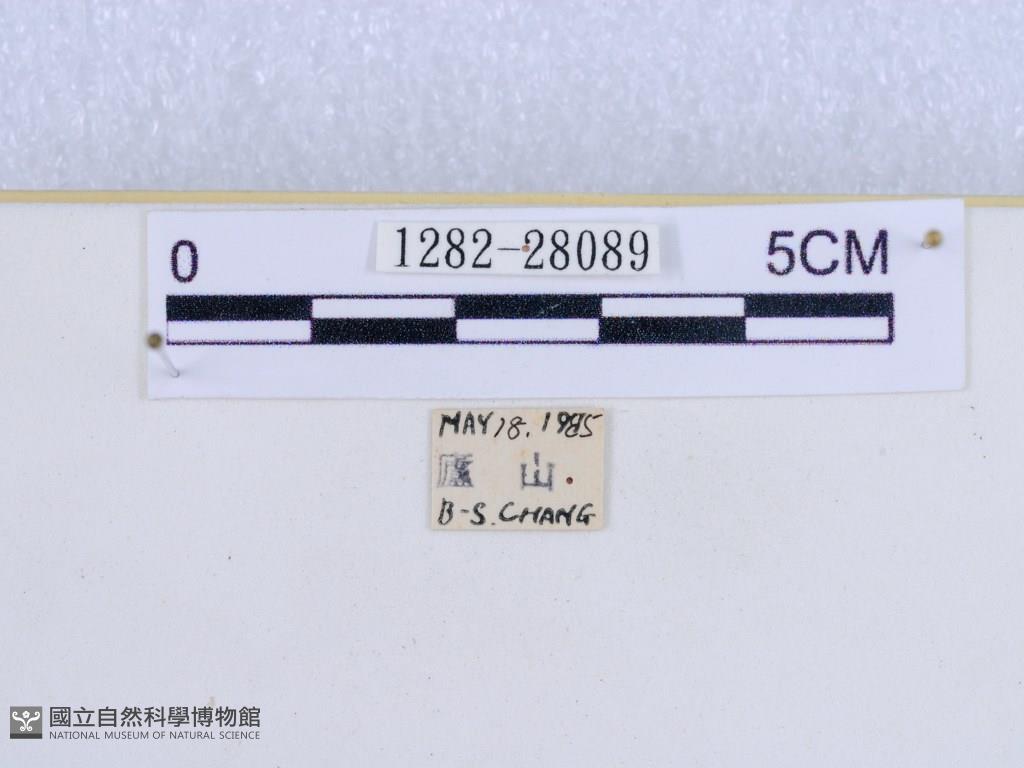 0 1282-28089 5CM
MAY 18. 1985
廬 山
B-S. CHANG
國立自然科學博物館
NATIONAL MUSEUM OF NATURAL SCIENCE